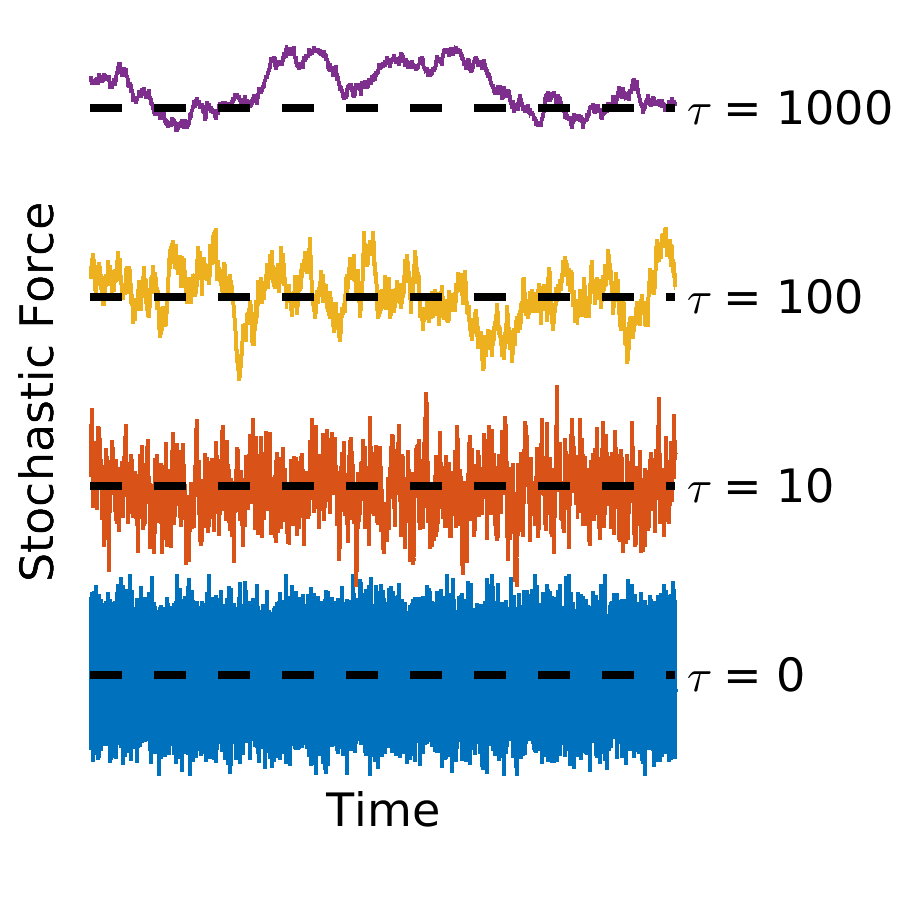 τ = 1000
τ = 100
τ = 10
τ = 0
Stochastic Force
Time